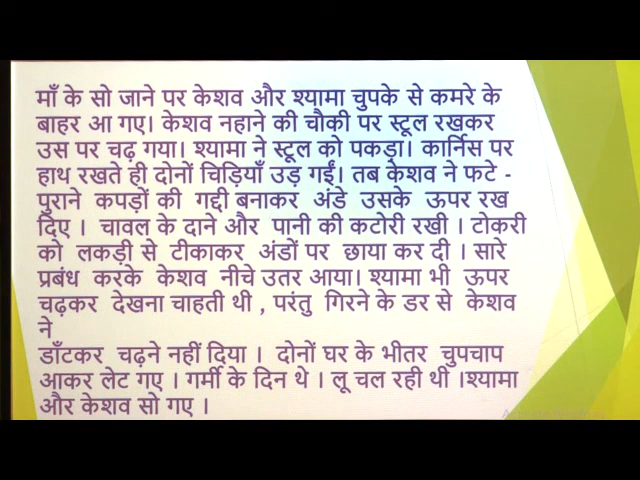 माँ के सो जाने पर केशव और श्यामा चुपके से कमरे के
बाहर आ गए। केशव नहाने की चौकी पर स्टूल रखकर
उस पर चढ़ गया। श्यामा ने स्टूल को पकड़ा। कार्निस पर
हाथ रखते ही दोनों चिड़ियाँ उड़ गईं। तब केशव ने फटे -
पुराने कपड़ों की गद्दी बनाकर अंडे उसके ऊपर रख
दिए । चावल के दाने और पानी की कटोरी रखी । टोकरी
को लकड़ी से टीकाकर अंडों पर छाया कर दी । सारे
प्रबंध करके केशव नीचे उतर आया। श्यामा भी ऊपर
चढ़कर देखना चाहती थी , परंतु गिरने के डर से केशव
ने
डाँटकर चढ़ने नहीं दिया । दोनों घर के भीतर चुपचाप
आकर लेट गए । गर्मी के दिन थे । लू चल रही थी ।श्यामा
और केशव सो गए ।